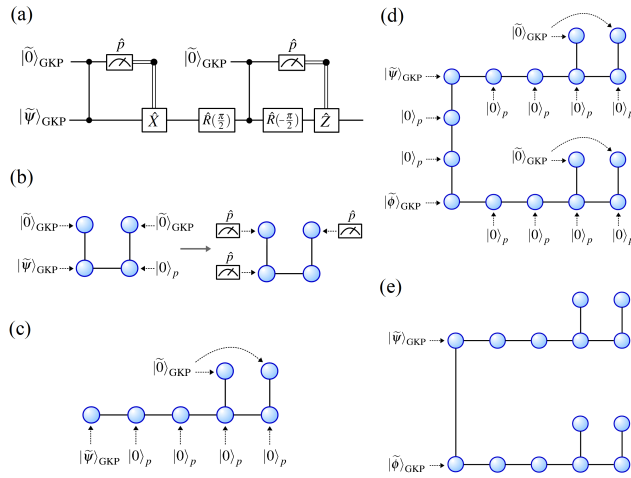 (a)
|0̃⟩GKP p̂ |0̃⟩GKP p̂
|ψ̃⟩GKP X̂ R̂(π/2) R̂(-π/2) Ẑ
(b)
|0̃⟩GKP |0̃⟩GKP p̂ p̂
|ψ̃⟩GKP |0⟩p p̂
(c)
|0̃⟩GKP
|ψ̃⟩GKP |0⟩p |0⟩p |0⟩p |0⟩p
(d)
|0̃⟩GKP
|ψ̃⟩GKP
|0⟩p |0⟩p |0⟩p |0⟩p
|0⟩p
|0⟩p |0̃⟩GKP
|ϕ̃⟩GKP
|0⟩p |0⟩p |0⟩p |0⟩p
(e)
|ψ̃⟩GKP
|ϕ̃⟩GKP